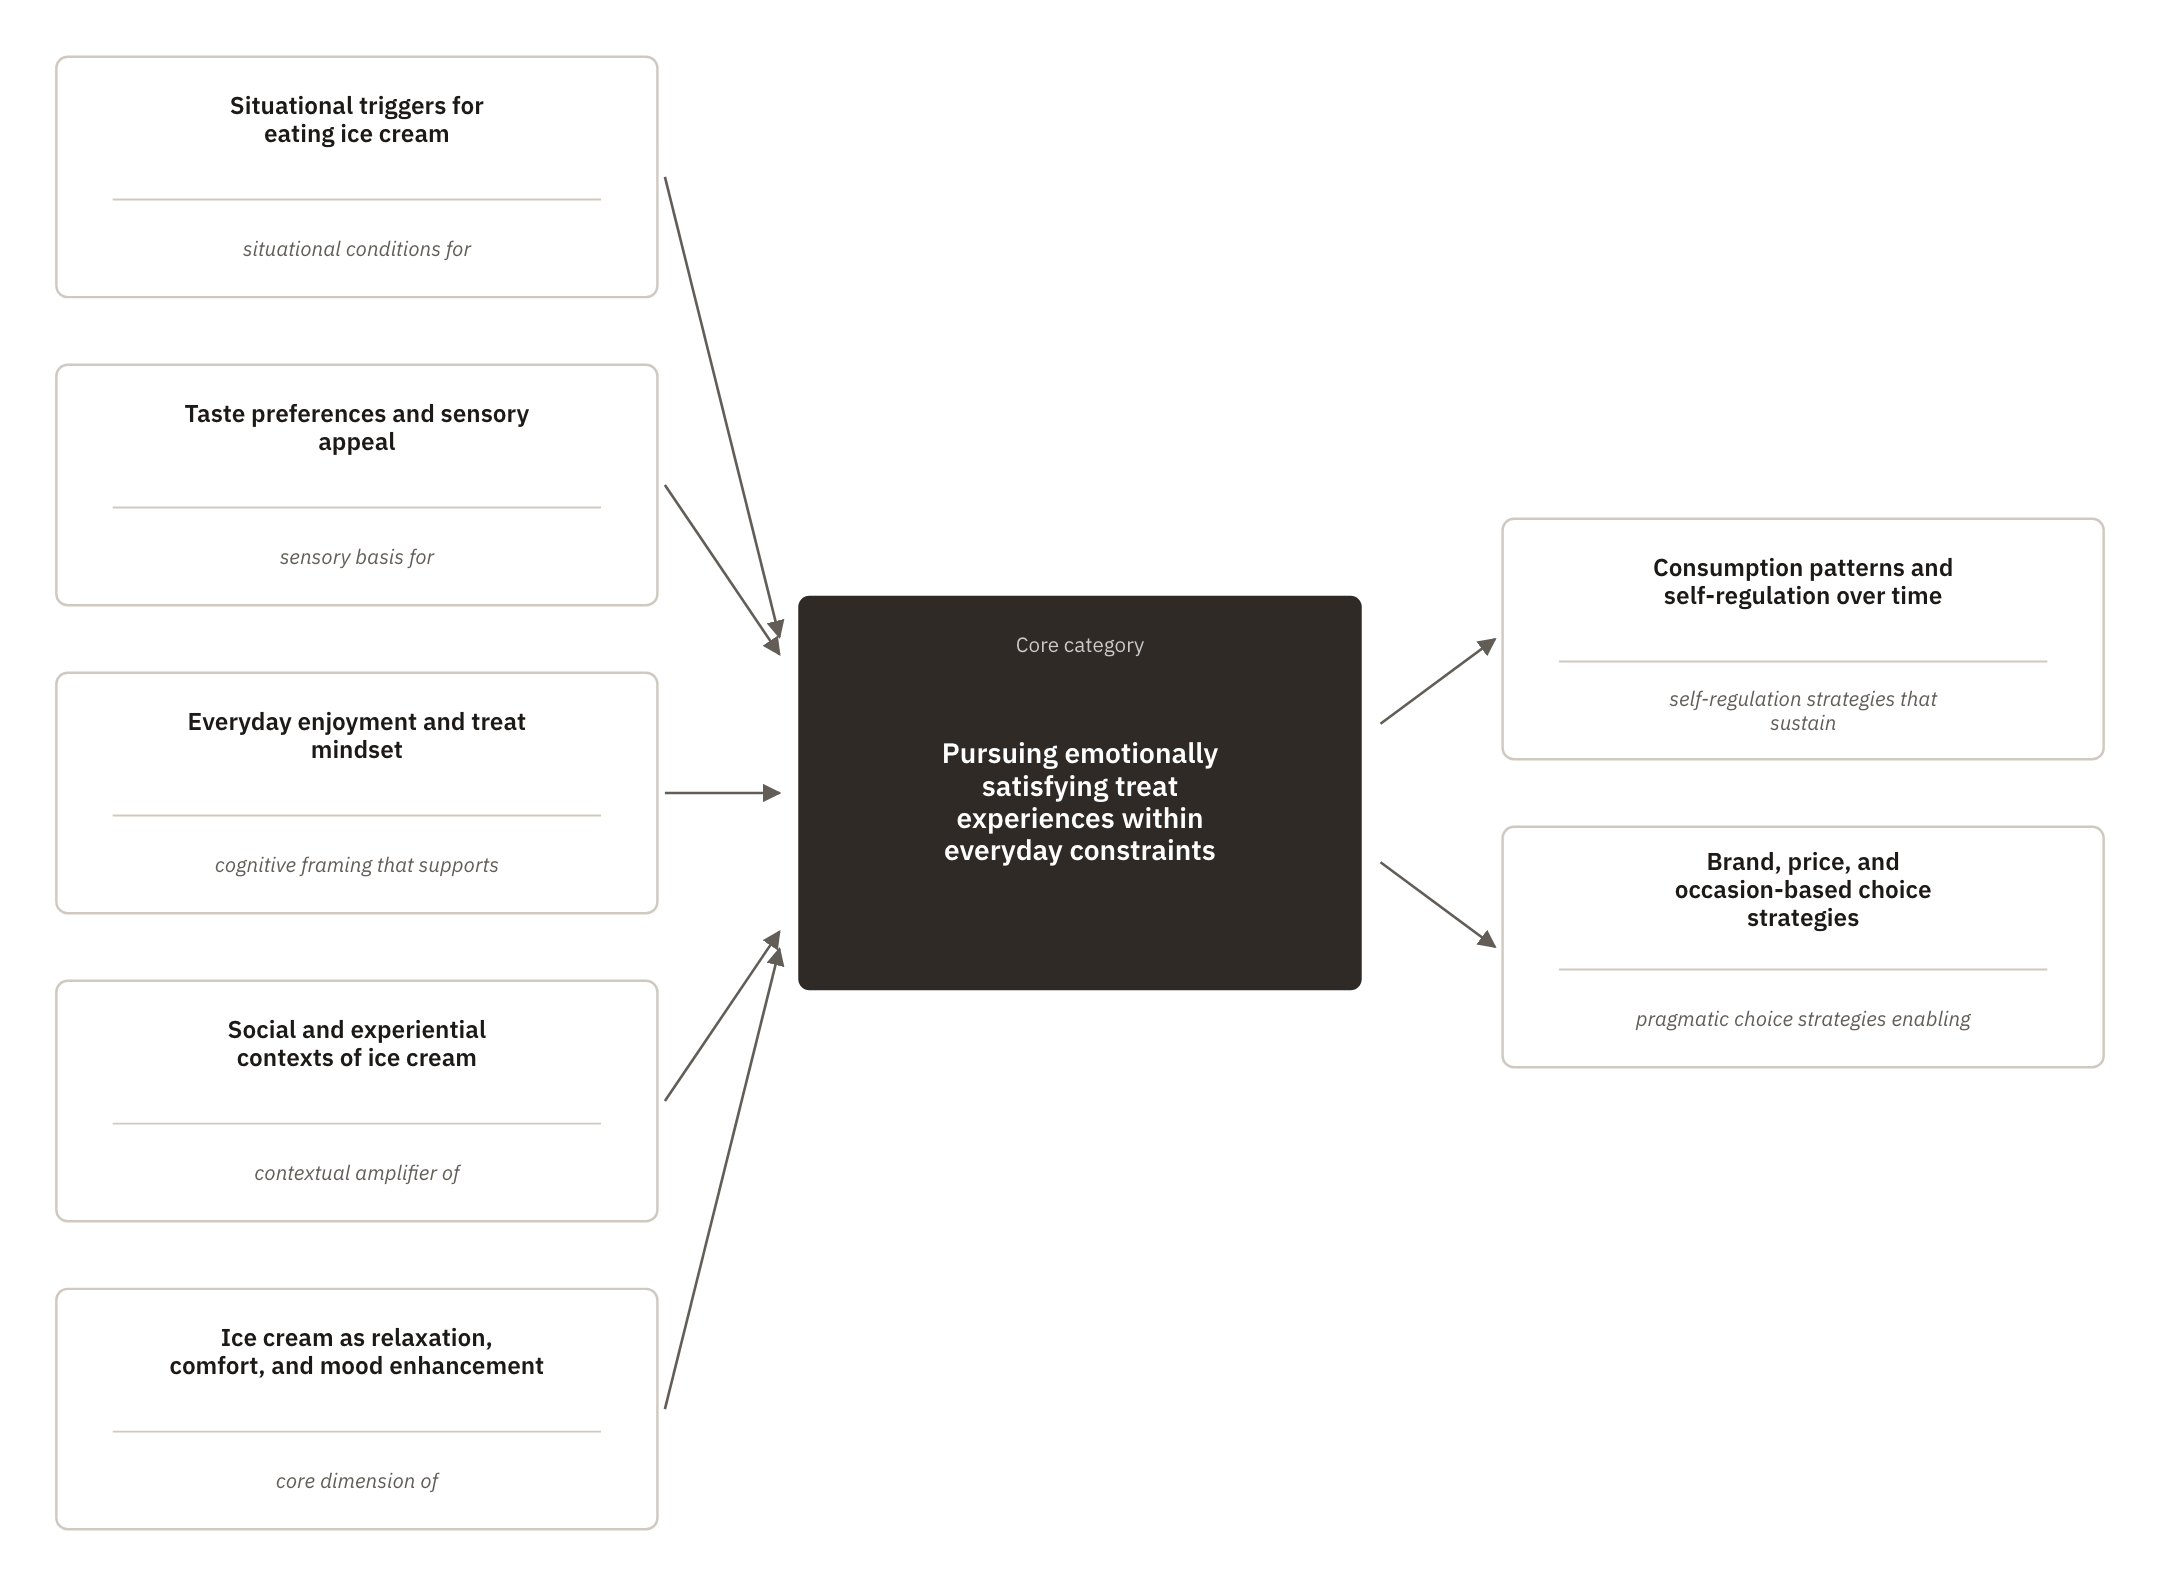 Situational triggers for
eating ice cream
situational conditions for
Taste preferences and sensory
appeal
sensory basis for
Everyday enjoyment and treat
mindset
cognitive framing that supports
Social and experiential
contexts of ice cream
contextual amplifier of
Ice cream as relaxation,
comfort, and mood enhancement
core dimension of
Core category
Pursuing emotionally
satisfying treat
experiences within
everyday constraints
Consumption patterns and
self-regulation over time
self-regulation strategies that
sustain
Brand, price, and
occasion-based choice
strategies
pragmatic choice strategies enabling